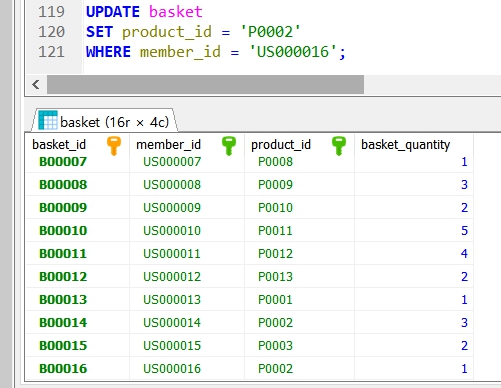 119 UPDATE basket
120 SET product_id = 'P0002'
121 WHERE member_id = 'US000016';
basket (16r × 4c)
basket_id member_id product_id basket_quantity
B00007 US000007 P0008 1
B00008 US000008 P0009 3
B00009 US000009 P0010 2
B00010 US000010 P0011 5
B00011 US000011 P0012 4
B00012 US000012 P0013 2
B00013 US000013 P0001 1
B00014 US000014 P0002 3
B00015 US000015 P0003 2
B00016 US000016 P0002 1